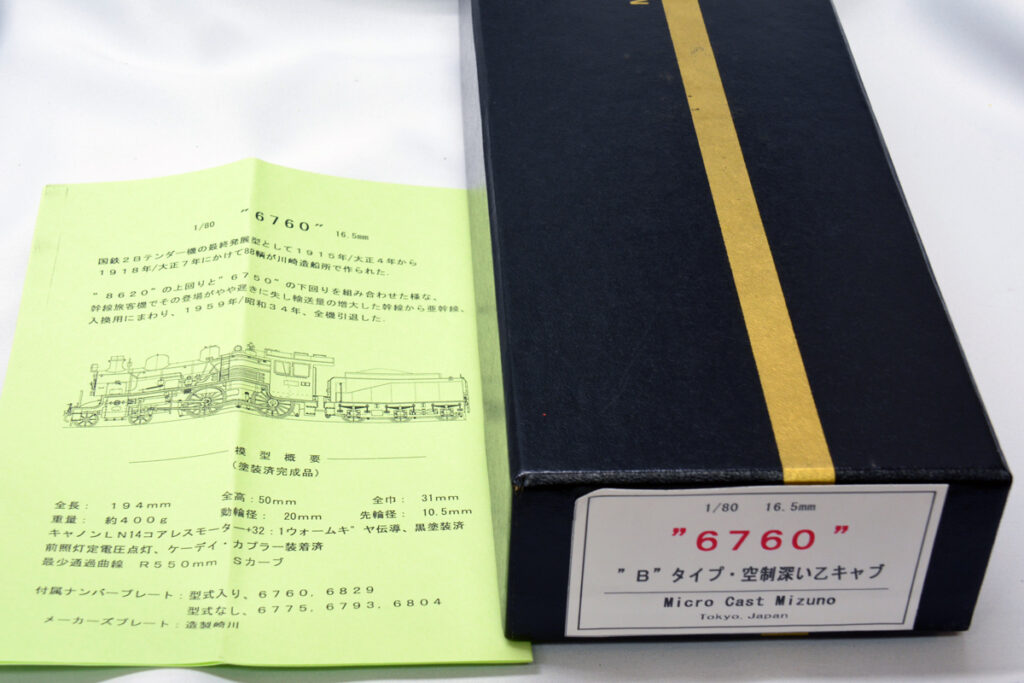 1/80 "6760" 16.5mm
国鉄2Bテンダー機の最終発展型として1915年/大正4年から
1918年/大正7年にかけて88輌が川崎造船所で作られた.
"8620"の上回りと"6750"の下回りを組み合わせた様な、
幹線旅客機でその登場がやや遅きに失し輸送量の増大した幹線から亜幹線、
入換用にまわり、1959年/昭和34年、全機引退した.
模型概要
(塗装済完成品)
全長: 194mm 全高:50mm 全巾: 31mm
重量: 約400g 動輪径: 20mm 先輪径: 10.5mm
キャノンLN14コアレスモーター+32:1ウォームギヤ伝導、黒塗装済
前照灯定電圧点灯、ケーデイ・カプラー装着済
最少通過曲線 R550mm Sカーブ
付属ナンバープレート:型式入り、6760, 6829
型式なし、6775, 6793, 6804
メーカーズプレート:造製崎川
N
1/80 16.5mm
"6760"
"B"タイプ・空制深い乙キャブ
Micro Cast Mizuno
Tokyo. Japan